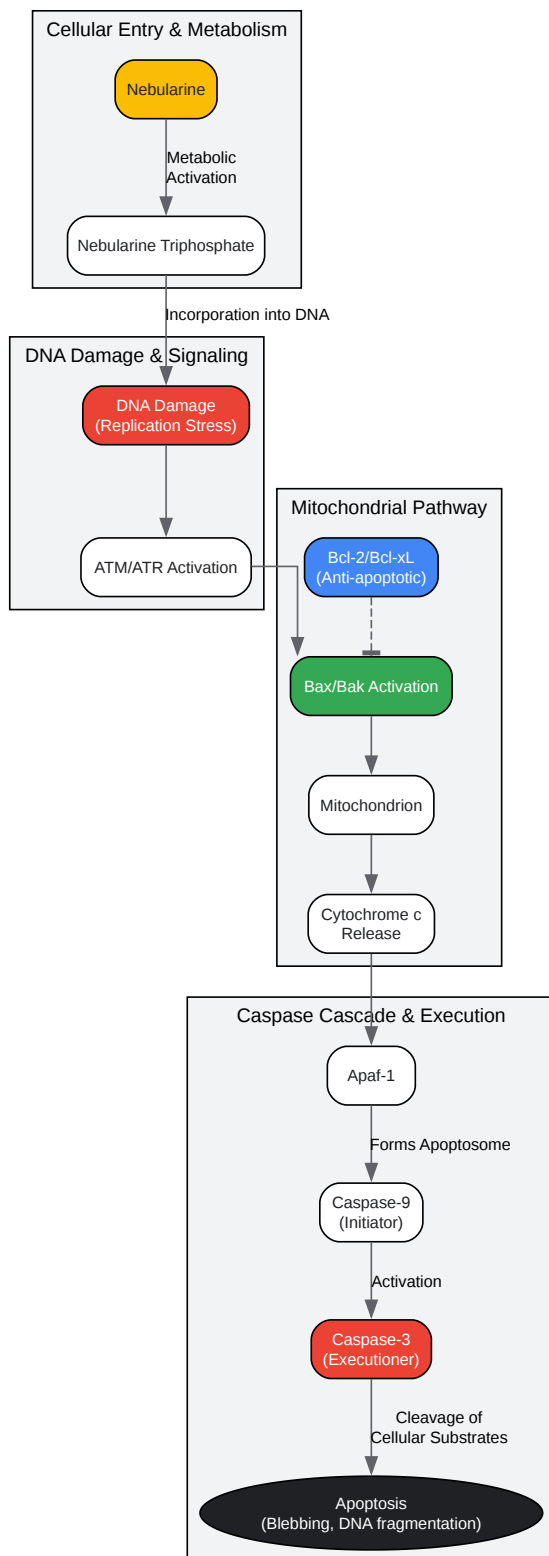 Cellular Entry & Metabolism
Nebularine
Metabolic
Activation
Nebularine Triphosphate
Incorporation into DNA
DNA Damage & Signaling
DNA Damage
(Replication Stress)
ATM/ATR Activation
Mitochondrial Pathway
Bcl-2/Bcl-xL
(Anti-apoptotic)
Bax/Bak Activation
Mitochondrion
Cytochrome c
Release
Caspase Cascade & Execution
Apaf-1
Forms Apoptosome
Caspase-9
(Initiator)
Activation
Caspase-3
(Executioner)
Cleavage of
Cellular Substrates
Apoptosis
(Blebbing, DNA fragmentation)